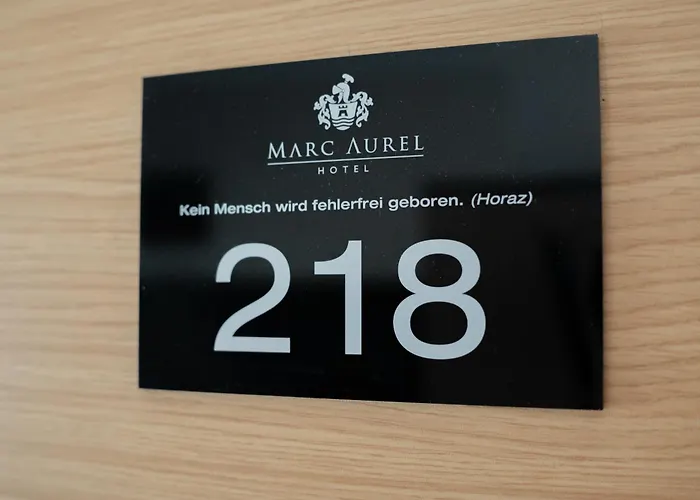 MARC AUREL
HOTEL
Kein Mensch wird fehlerfrei geboren. (Horaz)
218